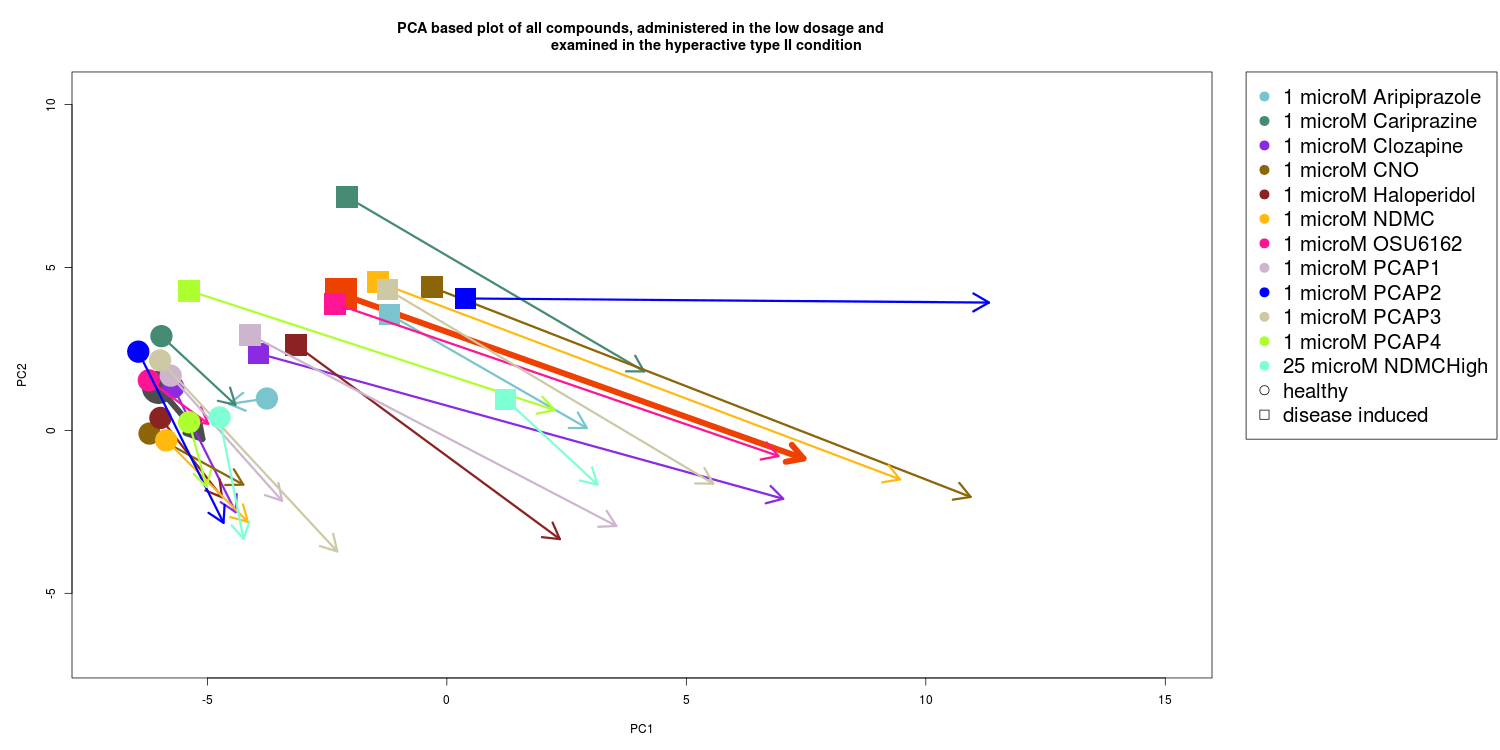 PCA based plot of all compounds, administered in the low dosage and
examined in the hyperactive type II condition
10
5
0
-5
PC2
-5
0
5
10
15
PC1
1 microM Aripiprazole
1 microM Cariprazine
1 microM Clozapine
1 microM CNO
1 microM Haloperidol
1 microM NDMC
1 microM OSU6162
1 microM PCAP1
1 microM PCAP2
1 microM PCAP3
1 microM PCAP4
25 microM NDMCHigh
healthy
disease induced